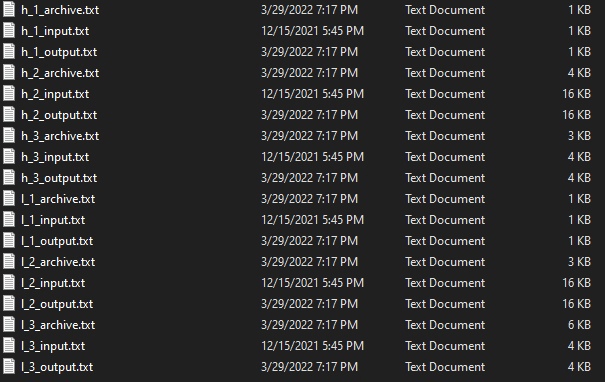 h_1_archive.txt 3/29/2022 7:17 PM Text Document 1 KB
h_1_input.txt 12/15/2021 5:45 PM Text Document 1 KB
h_1_output.txt 3/29/2022 7:17 PM Text Document 1 KB
h_2_archive.txt 3/29/2022 7:17 PM Text Document 4 KB
h_2_input.txt 12/15/2021 5:45 PM Text Document 16 KB
h_2_output.txt 3/29/2022 7:17 PM Text Document 16 KB
h_3_archive.txt 3/29/2022 7:17 PM Text Document 3 KB
h_3_input.txt 12/15/2021 5:45 PM Text Document 4 KB
h_3_output.txt 3/29/2022 7:17 PM Text Document 4 KB
l_1_archive.txt 3/29/2022 7:17 PM Text Document 1 KB
l_1_input.txt 12/15/2021 5:45 PM Text Document 1 KB
l_1_output.txt 3/29/2022 7:17 PM Text Document 1 KB
l_2_archive.txt 3/29/2022 7:17 PM Text Document 3 KB
l_2_input.txt 12/15/2021 5:45 PM Text Document 16 KB
l_2_output.txt 3/29/2022 7:17 PM Text Document 16 KB
l_3_archive.txt 3/29/2022 7:17 PM Text Document 6 KB
l_3_input.txt 12/15/2021 5:45 PM Text Document 4 KB
l_3_output.txt 3/29/2022 7:17 PM Text Document 4 KB